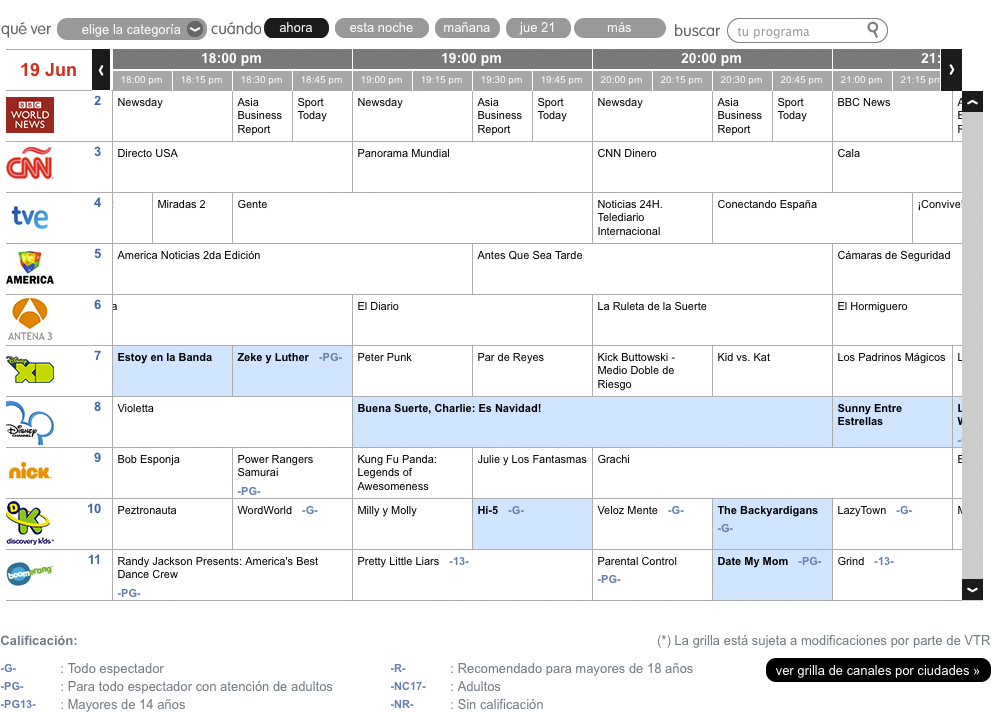 qué ver elige la categoría cuándo ahora esta noche mañana jue 21 más buscar tu programa
19 Jun 18:00 pm 19:00 pm 20:00 pm 21:
18:00 pm 18:15 pm 18:30 pm 18:45 pm 19:00 pm 19:15 pm 19:30 pm 19:45 pm 20:00 pm 20:15 pm 20:30 pm 20:45 pm 21:00 pm 21:15 pm
BBC
WORLD
NEWS
2 Newsday Asia Sport Newsday Asia Sport Newsday Asia Sport BBC News
Business Today Business Today Business Today
Report Report Report
CNN 3 Directo USA Panorama Mundial CNN Dinero Cala
tve 4 Miradas 2 Gente Noticias 24H. Conectando España ¡Convive!
Telediario
Internacional
AMERICA 5 America Noticias 2da Edición Antes Que Sea Tarde Cámaras de Seguridad
6 a El Diario La Ruleta de la Suerte El Hormiguero
ANTENA 3
Disney XD 7 Estoy en la Banda Zeke y Luther -PG- Peter Punk Par de Reyes Kick Buttowski - Kid vs. Kat Los Padrinos Mágicos L
Medio Doble de
Riesgo
Disney CHANNEL 8 Violetta Buena Suerte, Charlie: Es Navidad! Sunny Entre L
Estrellas
nick 9 Bob Esponja Power Rangers Kung Fu Panda: Julie y Los Fantasmas Grachi
Samurai Legends of
-PG- Awesomeness
DK discovery kids 10 Peztronauta WordWorld -G- Milly y Molly Hi-5 -G- Veloz Mente -G- The Backyardigans LazyTown -G-
-G-
boomerang 11 Randy Jackson Presents: America's Best Pretty Little Liars -13- Parental Control Date My Mom -PG- Grind -13-
Dance Crew -PG-
-PG-
Calificación: (*) La grilla está sujeta a modificaciones por parte de VTR
-G- : Todo espectador -R- : Recomendado para mayores de 18 años ver grilla de canales por ciudades »
-PG- : Para todo espectador con atención de adultos -NC17- : Adultos
-PG13- : Mayores de 14 años -NR- : Sin calificación